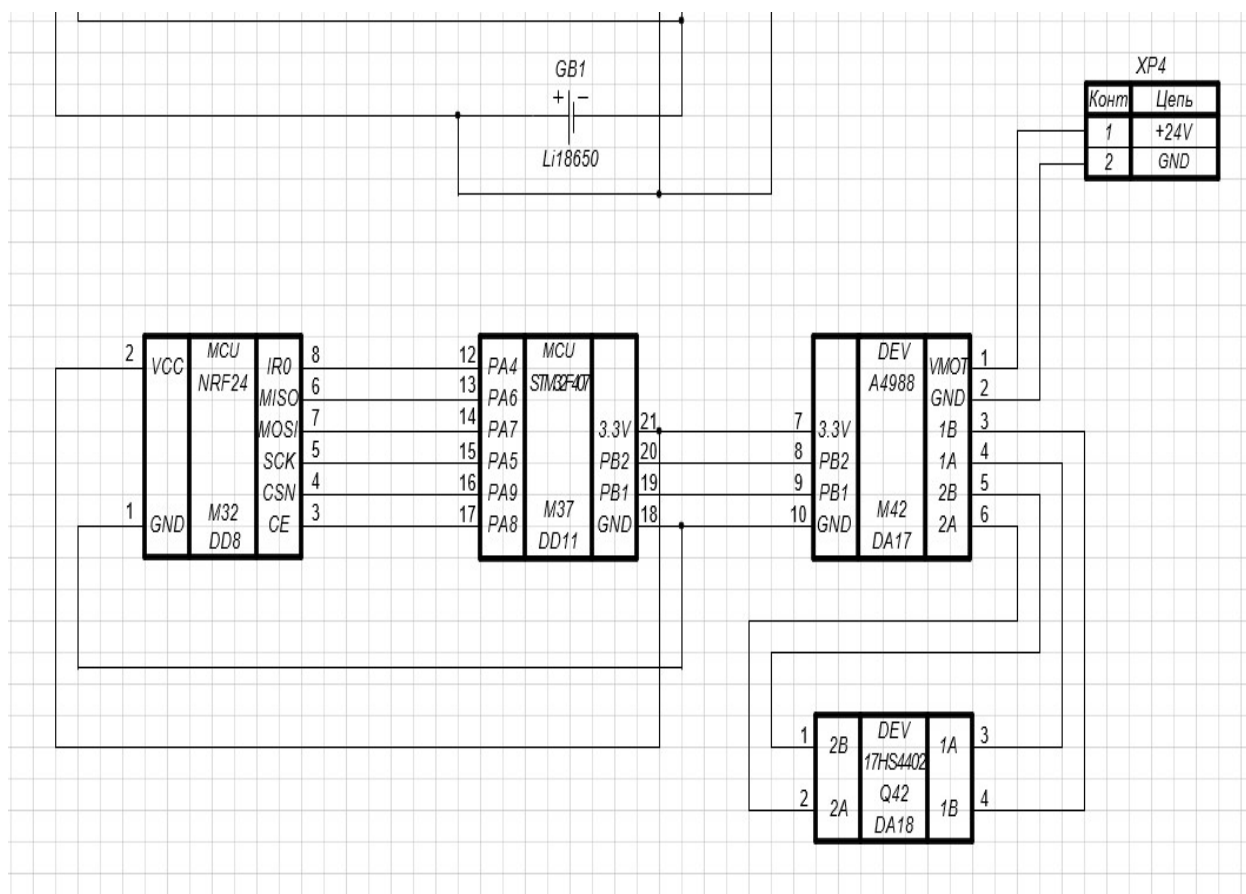 GB1
+ −
Li18650
XP4
Конт Цепь
1 +24V
2 GND
2 VCC MCU IR0 8
NRF24 MISO 6
MOSI 7
SCK 5
CSN 4
1 GND M32 CE 3
DD8
12 PA4 MCU
13 PA6
14 PA7 3.3V 21
15 PA5 PB2 20
16 PA9 PB1 19
17 PA8 M37 GND 18
DD11
DEV VMOT 1
A4988 GND 2
7 3.3V 1B 3
8 PB2 1A 4
9 PB1 2B 5
10 GND M42 2A 6
DA17
1 2B DEV 1A 3
17HS4402
2 2A Q42 1B 4
DA18